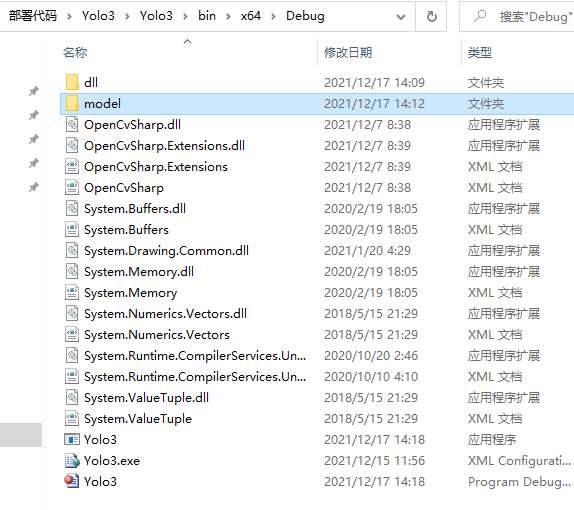 部署代码 > Yolo3 > Yolo3 > bin > x64 > Debug 搜索"Debug"
名称 修改日期 类型
dll 2021/12/17 14:09 文件夹
model 2021/12/17 14:12 文件夹
OpenCvSharp.dll 2021/12/7 8:38 应用程序扩展
OpenCvSharp.Extensions.dll 2021/12/7 8:39 应用程序扩展
OpenCvSharp.Extensions 2021/12/7 8:39 XML 文档
OpenCvSharp 2021/12/7 8:38 XML 文档
System.Buffers.dll 2020/2/19 18:05 应用程序扩展
System.Buffers 2020/2/19 18:05 XML 文档
System.Drawing.Common.dll 2021/1/20 4:29 应用程序扩展
System.Memory.dll 2020/2/19 18:05 应用程序扩展
System.Memory 2020/2/19 18:05 XML 文档
System.Numerics.Vectors.dll 2018/5/15 21:29 应用程序扩展
System.Numerics.Vectors 2018/5/15 21:29 XML 文档
System.Runtime.CompilerServices.Un... 2020/10/20 2:46 应用程序扩展
System.Runtime.CompilerServices.Un... 2020/10/10 4:10 XML 文档
System.ValueTuple.dll 2018/5/15 21:29 应用程序扩展
System.ValueTuple 2018/5/15 21:29 XML 文档
Yolo3 2021/12/17 14:18 应用程序
Yolo3.exe 2021/12/15 11:56 XML Configurati...
Yolo3 2021/12/17 14:18 Program Debug...